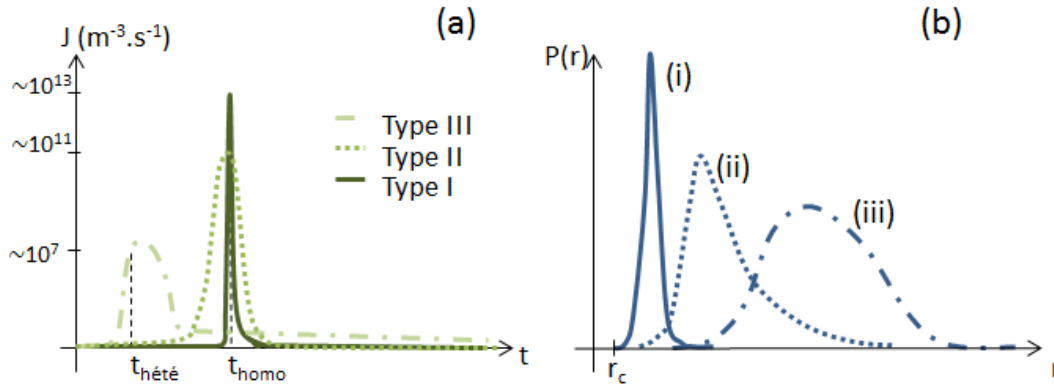 (a)
J (m⁻³.s⁻¹)
~10¹³
~10¹¹
~10⁷
Type III
Type II
Type I
t_hété
t_homo
t
(b)
P(r)
(i)
(ii)
(iii)
r_c